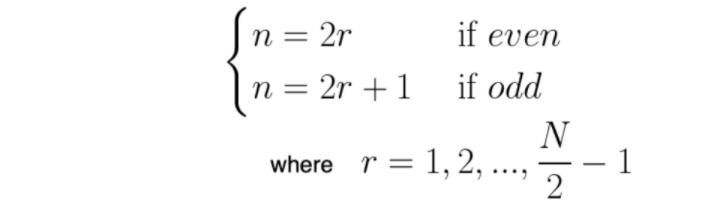 n = 2r if even
n = 2r + 1 if odd
where r = 1, 2, ..., N/2 − 1